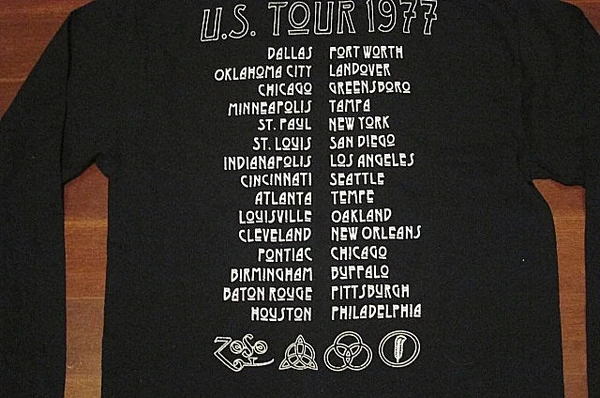 U.S. TOUR 1977
DALLAS FORT WORTH
OKLAHOMA CITY LANDOVER
CHICAGO GREENSBORO
MINNEAPOLIS TAMPA
ST. PAUL NEW YORK
ST. LOUIS SAN DIEGO
INDIANAPOLIS LOS ANGELES
CINCINNATI SEATTLE
ATLANTA TEMPE
LOUISVILLE OAKLAND
CLEVELAND NEW ORLEANS
PONTIAC CHICAGO
BIRMINGHAM BUFFALO
BATON ROUGE PITTSBURGH
HOUSTON PHILADELPHIA
ZOSO